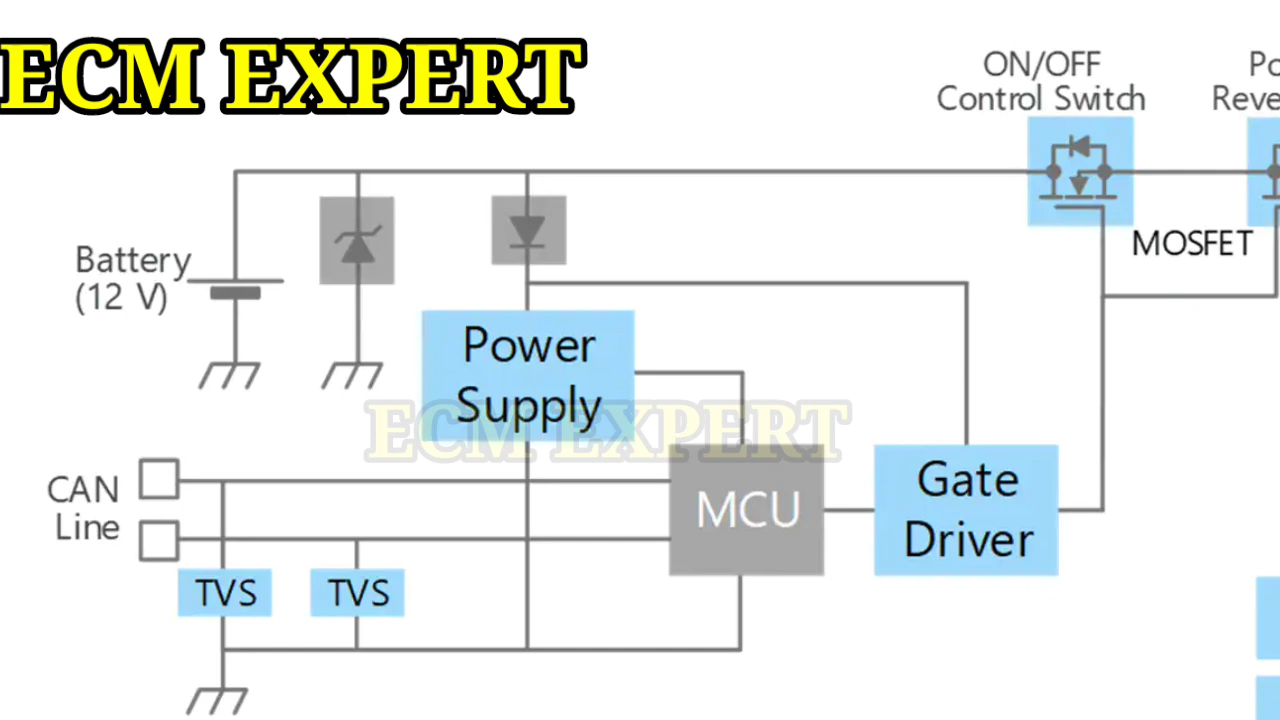 ECM EXPERT
ON/OFF
Control Switch
Battery
(12 V)
MOSFET
Power
Supply
ECM EXPERT
CAN
Line
MCU
Gate
Driver
TVS
TVS